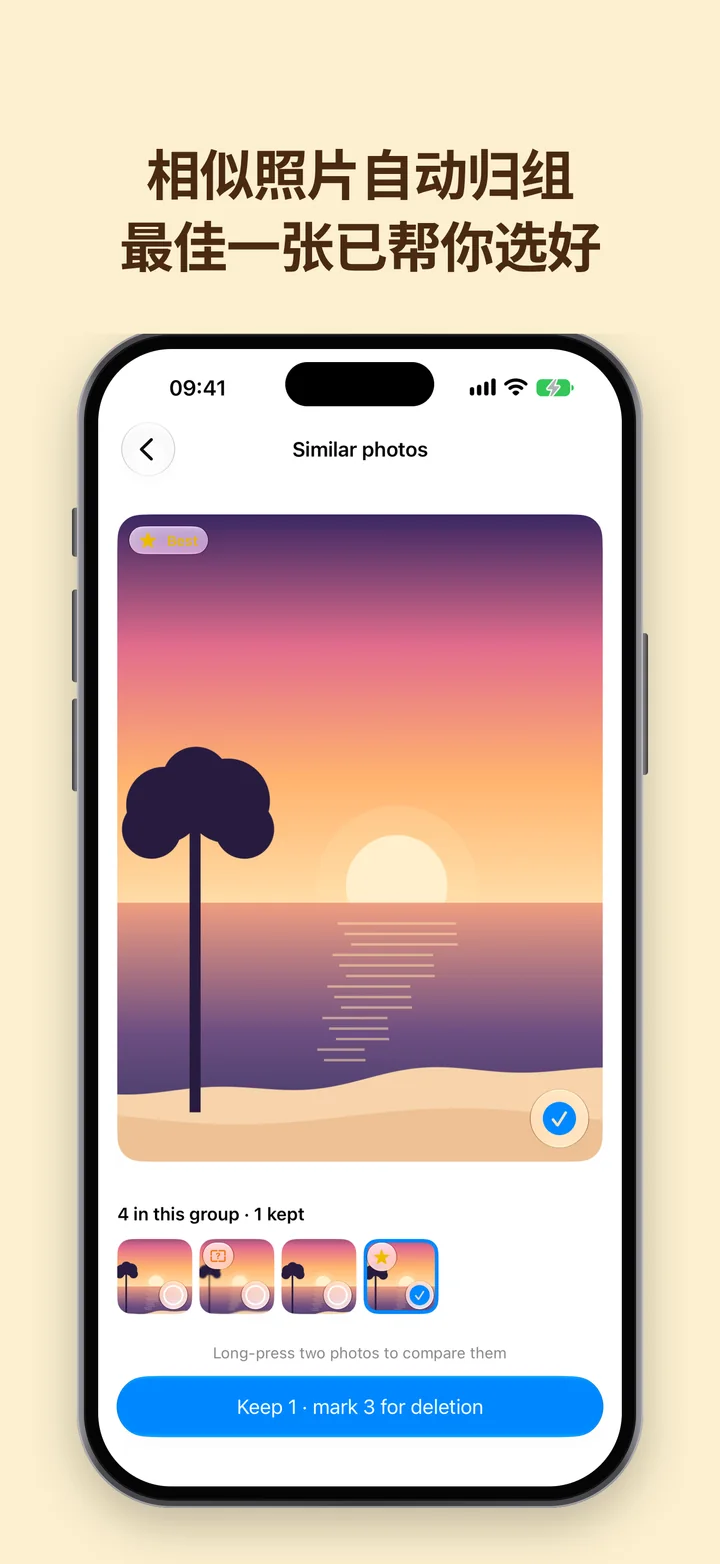 相似照片自动归组
最佳一张已帮你选好
09:41
Similar photos
Best
4 in this group · 1 kept
Long-press two photos to compare them
Keep 1 · mark 3 for deletion